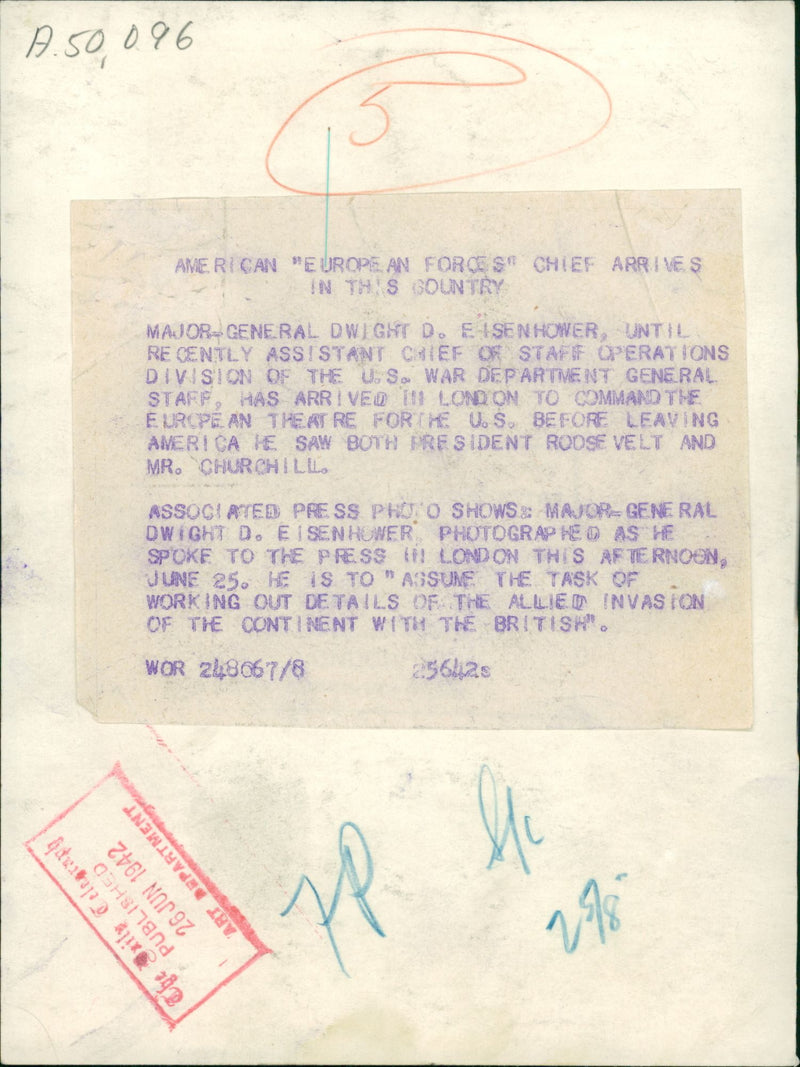 A.50,096
5
AMERICAN "EUROPEAN FORCES" CHIEF ARRIVES
IN THIS COUNTRY
MAJOR-GENERAL DWIGHT D. EISENHOWER, UNTIL
RECENTLY ASSISTANT CHIEF OF STAFF OPERATIONS
DIVISION OF THE U.S. WAR DEPARTMENT GENERAL
STAFF, HAS ARRIVED IN LONDON TO COMMAND THE
EUROPEAN THEATRE FOR THE U.S. BEFORE LEAVING
AMERICA HE SAW BOTH PRESIDENT ROOSEVELT AND
MR. CHURCHILL.
ASSOCIATED PRESS PHOTO SHOWS: MAJOR-GENERAL
DWIGHT D. EISENHOWER, PHOTOGRAPHED AS HE
SPOKE TO THE PRESS IN LONDON THIS AFTERNOON,
JUNE 25. HE IS TO "ASSUME THE TASK OF
WORKING OUT DETAILS OF THE ALLIED INVASION
OF THE CONTINENT WITH THE BRITISH".
WOR 248067/8 25642s
The Daily Telegraph
PUBLISHED
26 JUN 1942
ART DEPARTMENT